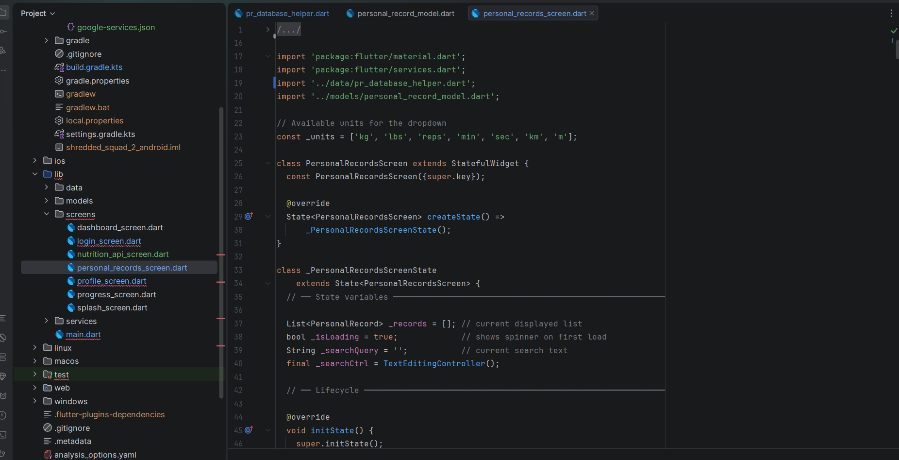 Project
google-services.json
gradle
.gitignore
build.gradle.kts
gradle.properties
gradlew
gradlew.bat
local.properties
settings.gradle.kts
shredded_squad_2_android.iml
ios
lib
data
models
screens
dashboard_screen.dart
login_screen.dart
nutrition_api_screen.dart
personal_records_screen.dart
profile_screen.dart
progress_screen.dart
splash_screen.dart
services
main.dart
linux
macos
test
web
windows
.flutter-plugins-dependencies
.gitignore
.metadata
analysis_options.yaml
pr_database_helper.dart personal_record_model.dart personal_records_screen.dart
1 /.../
16
17 import 'package:flutter/material.dart';
18 import 'package:flutter/services.dart';
19 import '../data/pr_database_helper.dart';
20 import '../models/personal_record_model.dart';
21
22 // Available units for the dropdown
23 const _units = ['kg', 'lbs', 'reps', 'min', 'sec', 'km', 'm'];
24
25 class PersonalRecordsScreen extends StatefulWidget {
26 const PersonalRecordsScreen({super.key});
27
28 @override
29 State<PersonalRecordsScreen> createState() =>
30 _PersonalRecordsScreenState();
31 }
32
33 class _PersonalRecordsScreenState
34 extends State<PersonalRecordsScreen> {
35 // ── State variables ──────────────────────────────
36
37 List<PersonalRecord> _records = []; // current displayed list
38 bool _isLoading = true; // shows spinner on first load
39 String _searchQuery = ''; // current search text
40 final _searchCtrl = TextEditingController();
41
42 // ── Lifecycle ──────────────────────────────
43
44 @override
45 void initState() {
46 super.initState();